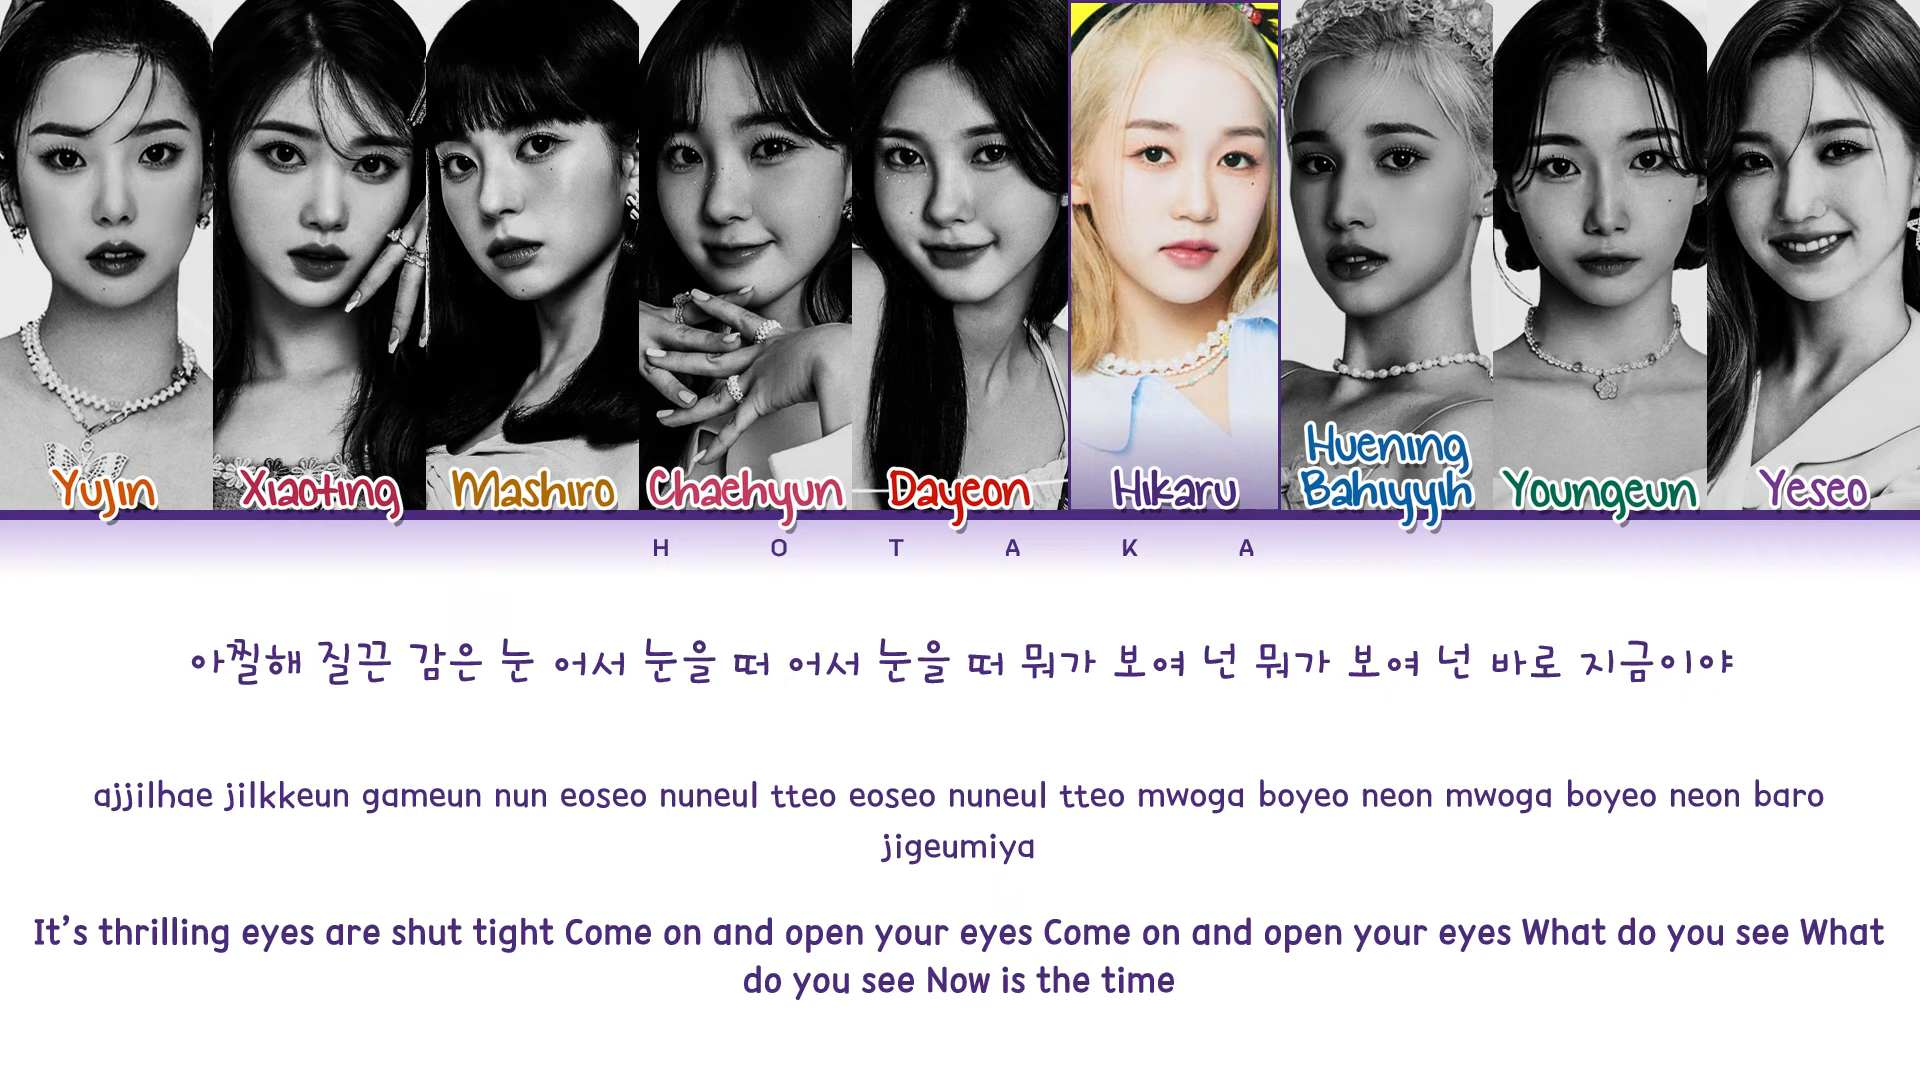 Yujin
Xiaoting
Mashiro
Chaehyun
Dayeon
Hikaru
Huening
Bahiyyih
Youngeun
Yeseo
H O T A K A
아찔해 질끈 감은 눈 어서 눈을 떠 어서 눈을 떠 뭐가 보여 넌 뭐가 보여 넌 바로 지금이야
ajjilhae jilkkeun gameun nun eoseo nuneul tteo eoseo nuneul tteo mwoga boyeo neon mwoga boyeo neon baro
jigeumiya
It's thrilling eyes are shut tight Come on and open your eyes Come on and open your eyes What do you see What
do you see Now is the time